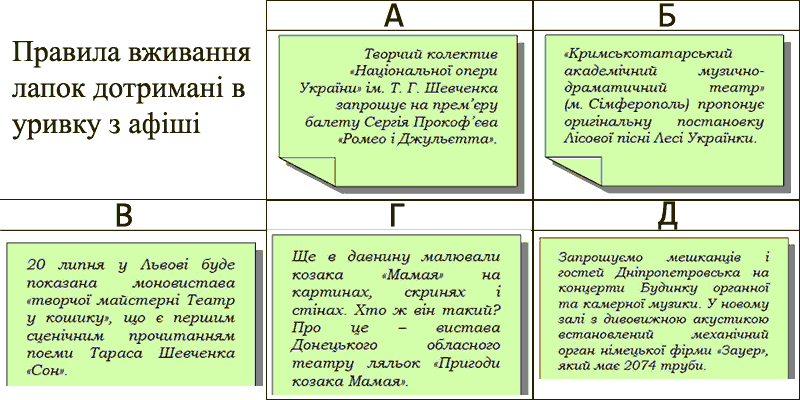 Правила вживання
лапок дотримані в
уривку з афіші
А
Творчий колектив
«Національної опери
України» ім. Т. Г. Шевченка
запрошує на прем’єру
балету Сергія Прокоф’єва
«Ромео і Джульєтта».
Б
«Кримськотатарський
академічний музично-
драматичний театр»
(м. Сімферополь) пропонує
оригінальну постановку
Лісової пісні Лесі Українки.
В
20 липня у Львові буде
показана моновистава
«творчої майстерні Театр
у кошику», що є першим
сценічним прочитанням
поеми Тараса Шевченка
«Сон».
Г
Ще в давнину малювали
козака «Мамая» на
картинах, скринях і
стінах. Хто ж він такий?
Про це – вистава
Донецького обласного
театру ляльок «Пригоди
козака Мамая».
Д
Запрошуємо мешканців і
гостей Дніпропетровська на
концерти Будинку органної
та камерної музики. У новому
залі з дивовижною акустикою
встановлений механічний
орган німецької фірми «Зауер»,
який має 2074 труби.